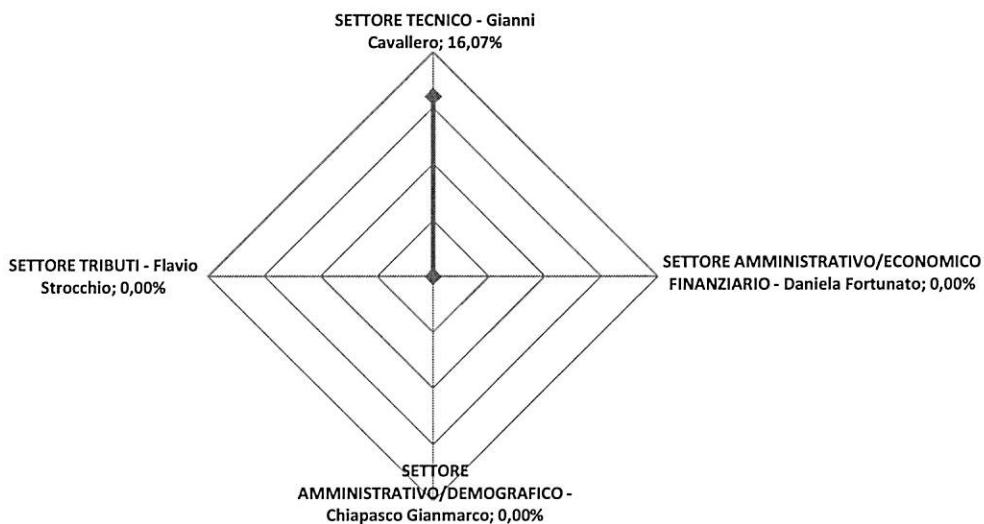 SETTORE TECNICO - Gianni
Cavallero; 16,07%
SETTORE TRIBUTI - Flavio
Strocchio; 0,00%
SETTORE AMMINISTRATIVO/ECONOMICO
FINANZIARIO - Daniela Fortunato; 0,00%
SETTORE
AMMINISTRATIVO/DEMOGRAFICO -
Chiapasco Gianmarco; 0,00%